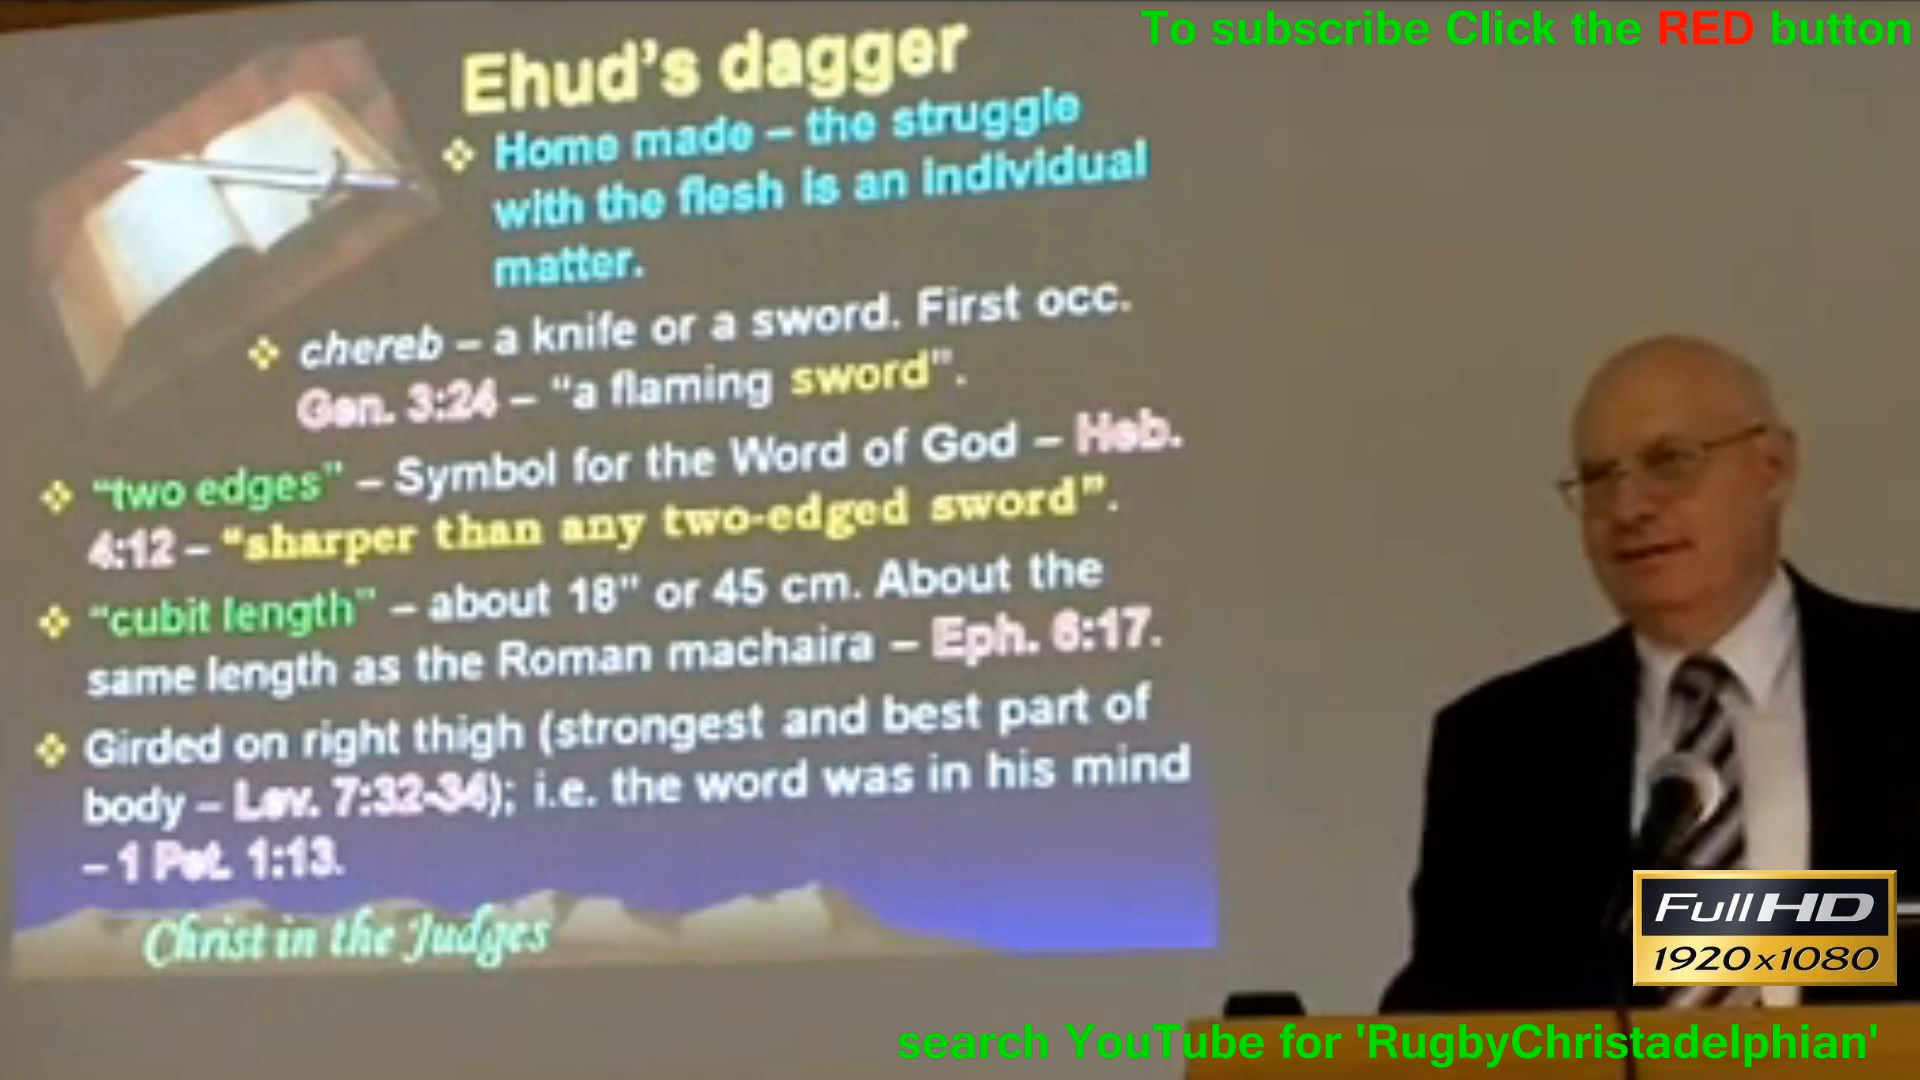 To subscribe Click the RED button
Ehud's dagger
Home made – the struggle
with the flesh is an individual
matter.
chereb – a knife or a sword. First occ.
Gen. 3:24 – “a flaming sword”.
“two edges” – Symbol for the Word of God – Heb.
4:12 – “sharper than any two-edged sword”.
“cubit length” – about 18” or 45 cm. About the
same length as the Roman machaira – Eph. 6:17.
Girded on right thigh (strongest and best part of
body – Lev. 7:32-34); i.e. the word was in his mind
– 1 Pet. 1:13.
Christ in the Judges
Full HD
1920x1080
search YouTube for 'RugbyChristadelphian'